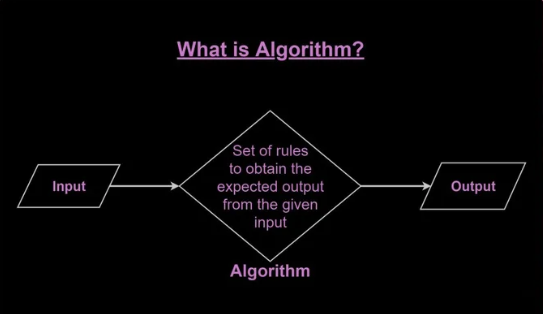 What is Algorithm?
Input
Set of rules
to obtain the
expected output
from the given
input
Output
Algorithm